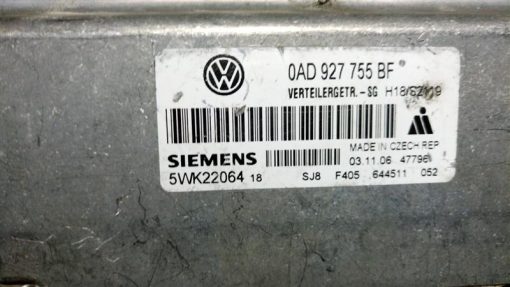 0AD 927 755 BF
VERTEILERGETR.-SG H18/S2119
SIEMENS
MADE IN CZECH REP
03.11.06 47796
5WK22064 18 SJ8 F405 644511 052